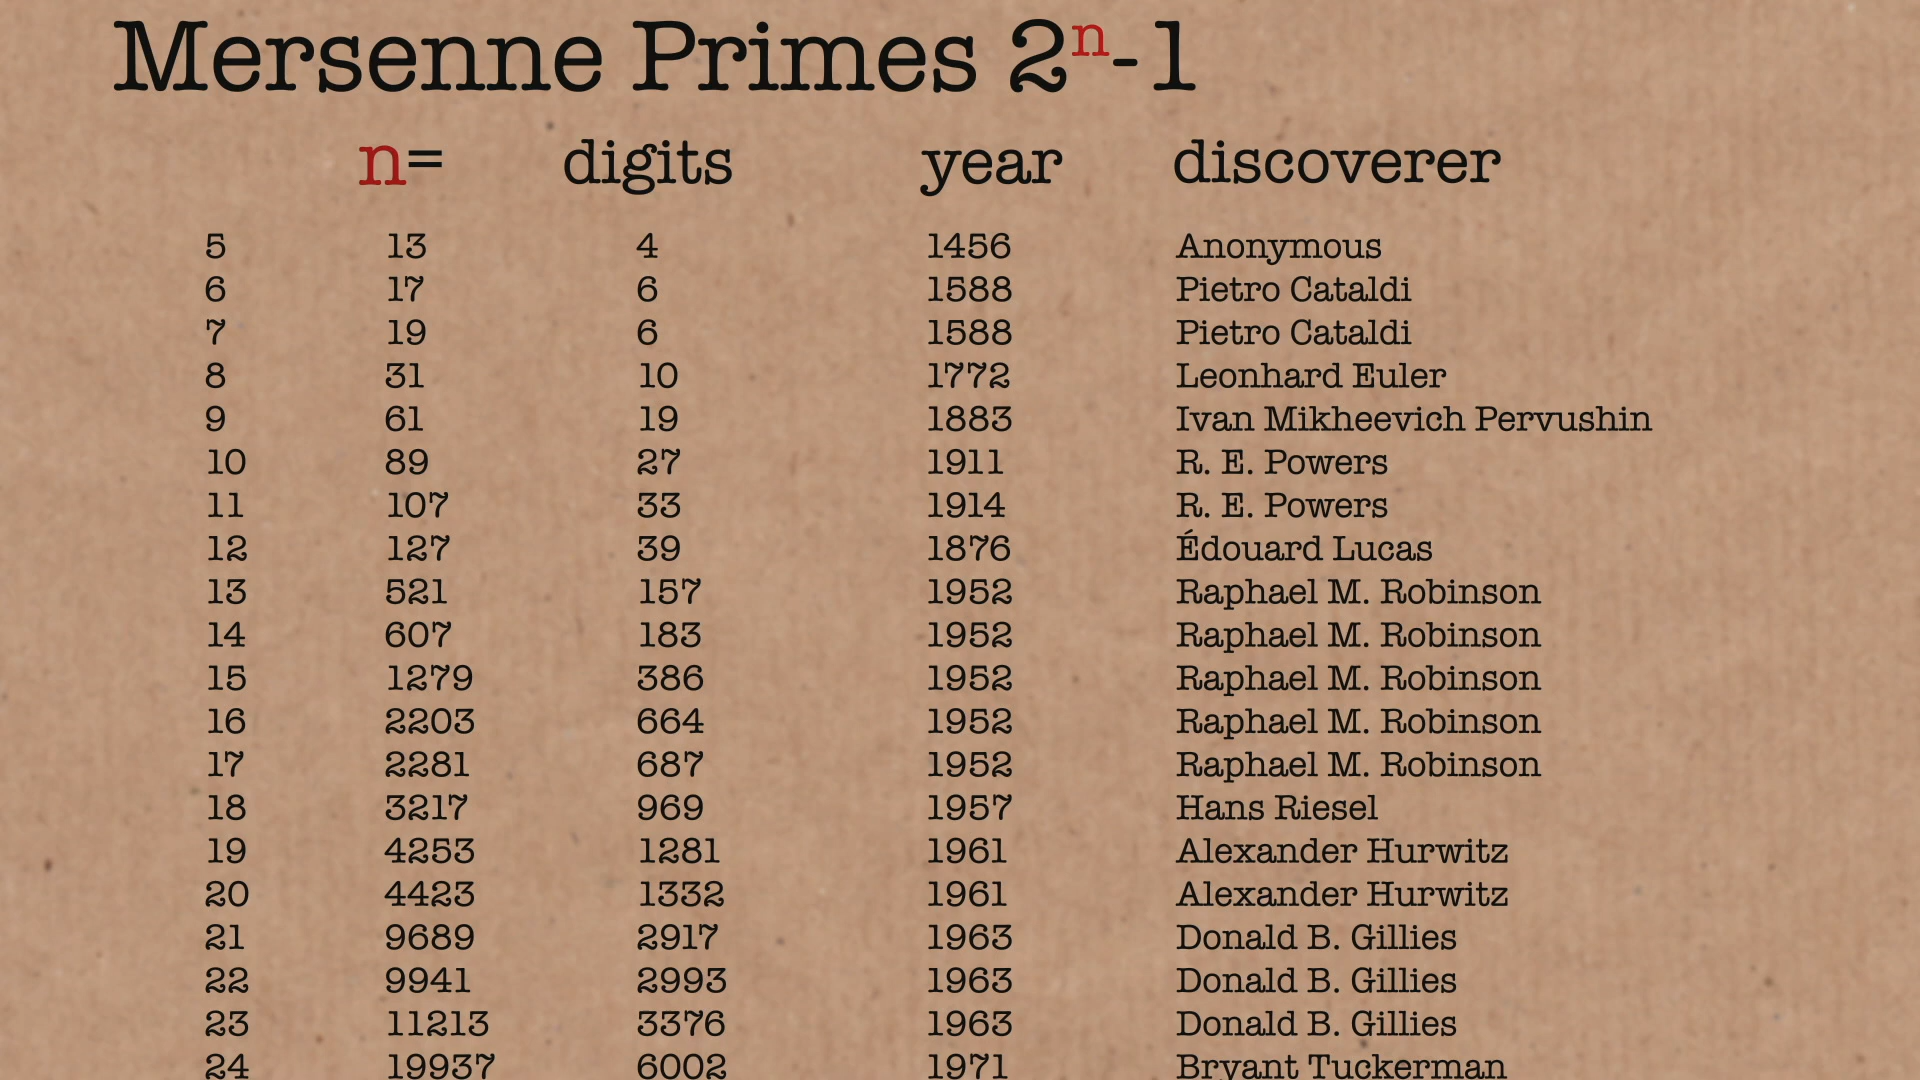 Mersenne Primes 2ⁿ-1
n= digits year discoverer
5 13 4 1456 Anonymous
6 17 6 1588 Pietro Cataldi
7 19 6 1588 Pietro Cataldi
8 31 10 1772 Leonhard Euler
9 61 19 1883 Ivan Mikheevich Pervushin
10 89 27 1911 R. E. Powers
11 107 33 1914 R. E. Powers
12 127 39 1876 Édouard Lucas
13 521 157 1952 Raphael M. Robinson
14 607 183 1952 Raphael M. Robinson
15 1279 386 1952 Raphael M. Robinson
16 2203 664 1952 Raphael M. Robinson
17 2281 687 1952 Raphael M. Robinson
18 3217 969 1957 Hans Riesel
19 4253 1281 1961 Alexander Hurwitz
20 4423 1332 1961 Alexander Hurwitz
21 9689 2917 1963 Donald B. Gillies
22 9941 2993 1963 Donald B. Gillies
23 11213 3376 1963 Donald B. Gillies
24 19937 6002 1971 Bryant Tuckerman